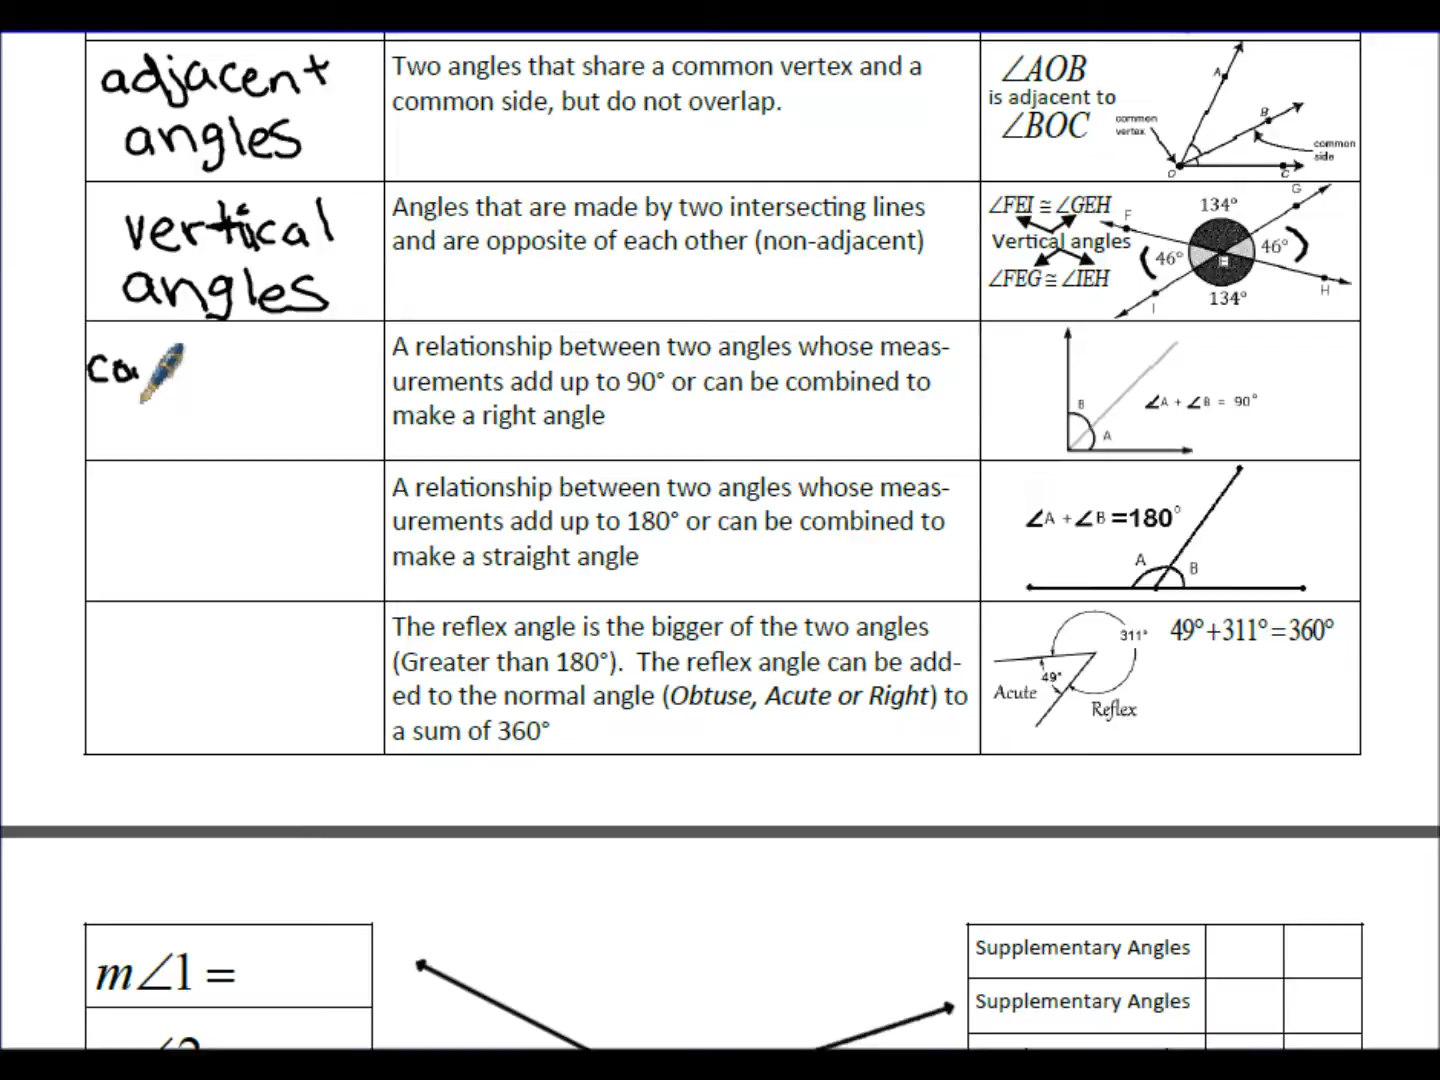 adjacent
angles
Two angles that share a common vertex and a
common side, but do not overlap.
∠AOB
is adjacent to
∠BOC
common
vertex
A
B
common
side
O
C
vertical
angles
Angles that are made by two intersecting lines
and are opposite of each other (non-adjacent)
∠FEI ≅ ∠GEH
Vertical angles
∠FEG ≅ ∠IEH
F
134°
G
46°
E
46°
134°
I
H
A relationship between two angles whose meas-
urements add up to 90° or can be combined to
make a right angle
B
A
∠A + ∠B = 90°
A relationship between two angles whose meas-
urements add up to 180° or can be combined to
make a straight angle
∠A + ∠B =180°
A
B
The reflex angle is the bigger of the two angles
(Greater than 180°). The reflex angle can be add-
ed to the normal angle (Obtuse, Acute or Right) to
a sum of 360°
311°
49°+311°=360°
49°
Acute
Reflex
m∠1 =
Supplementary Angles
Supplementary Angles